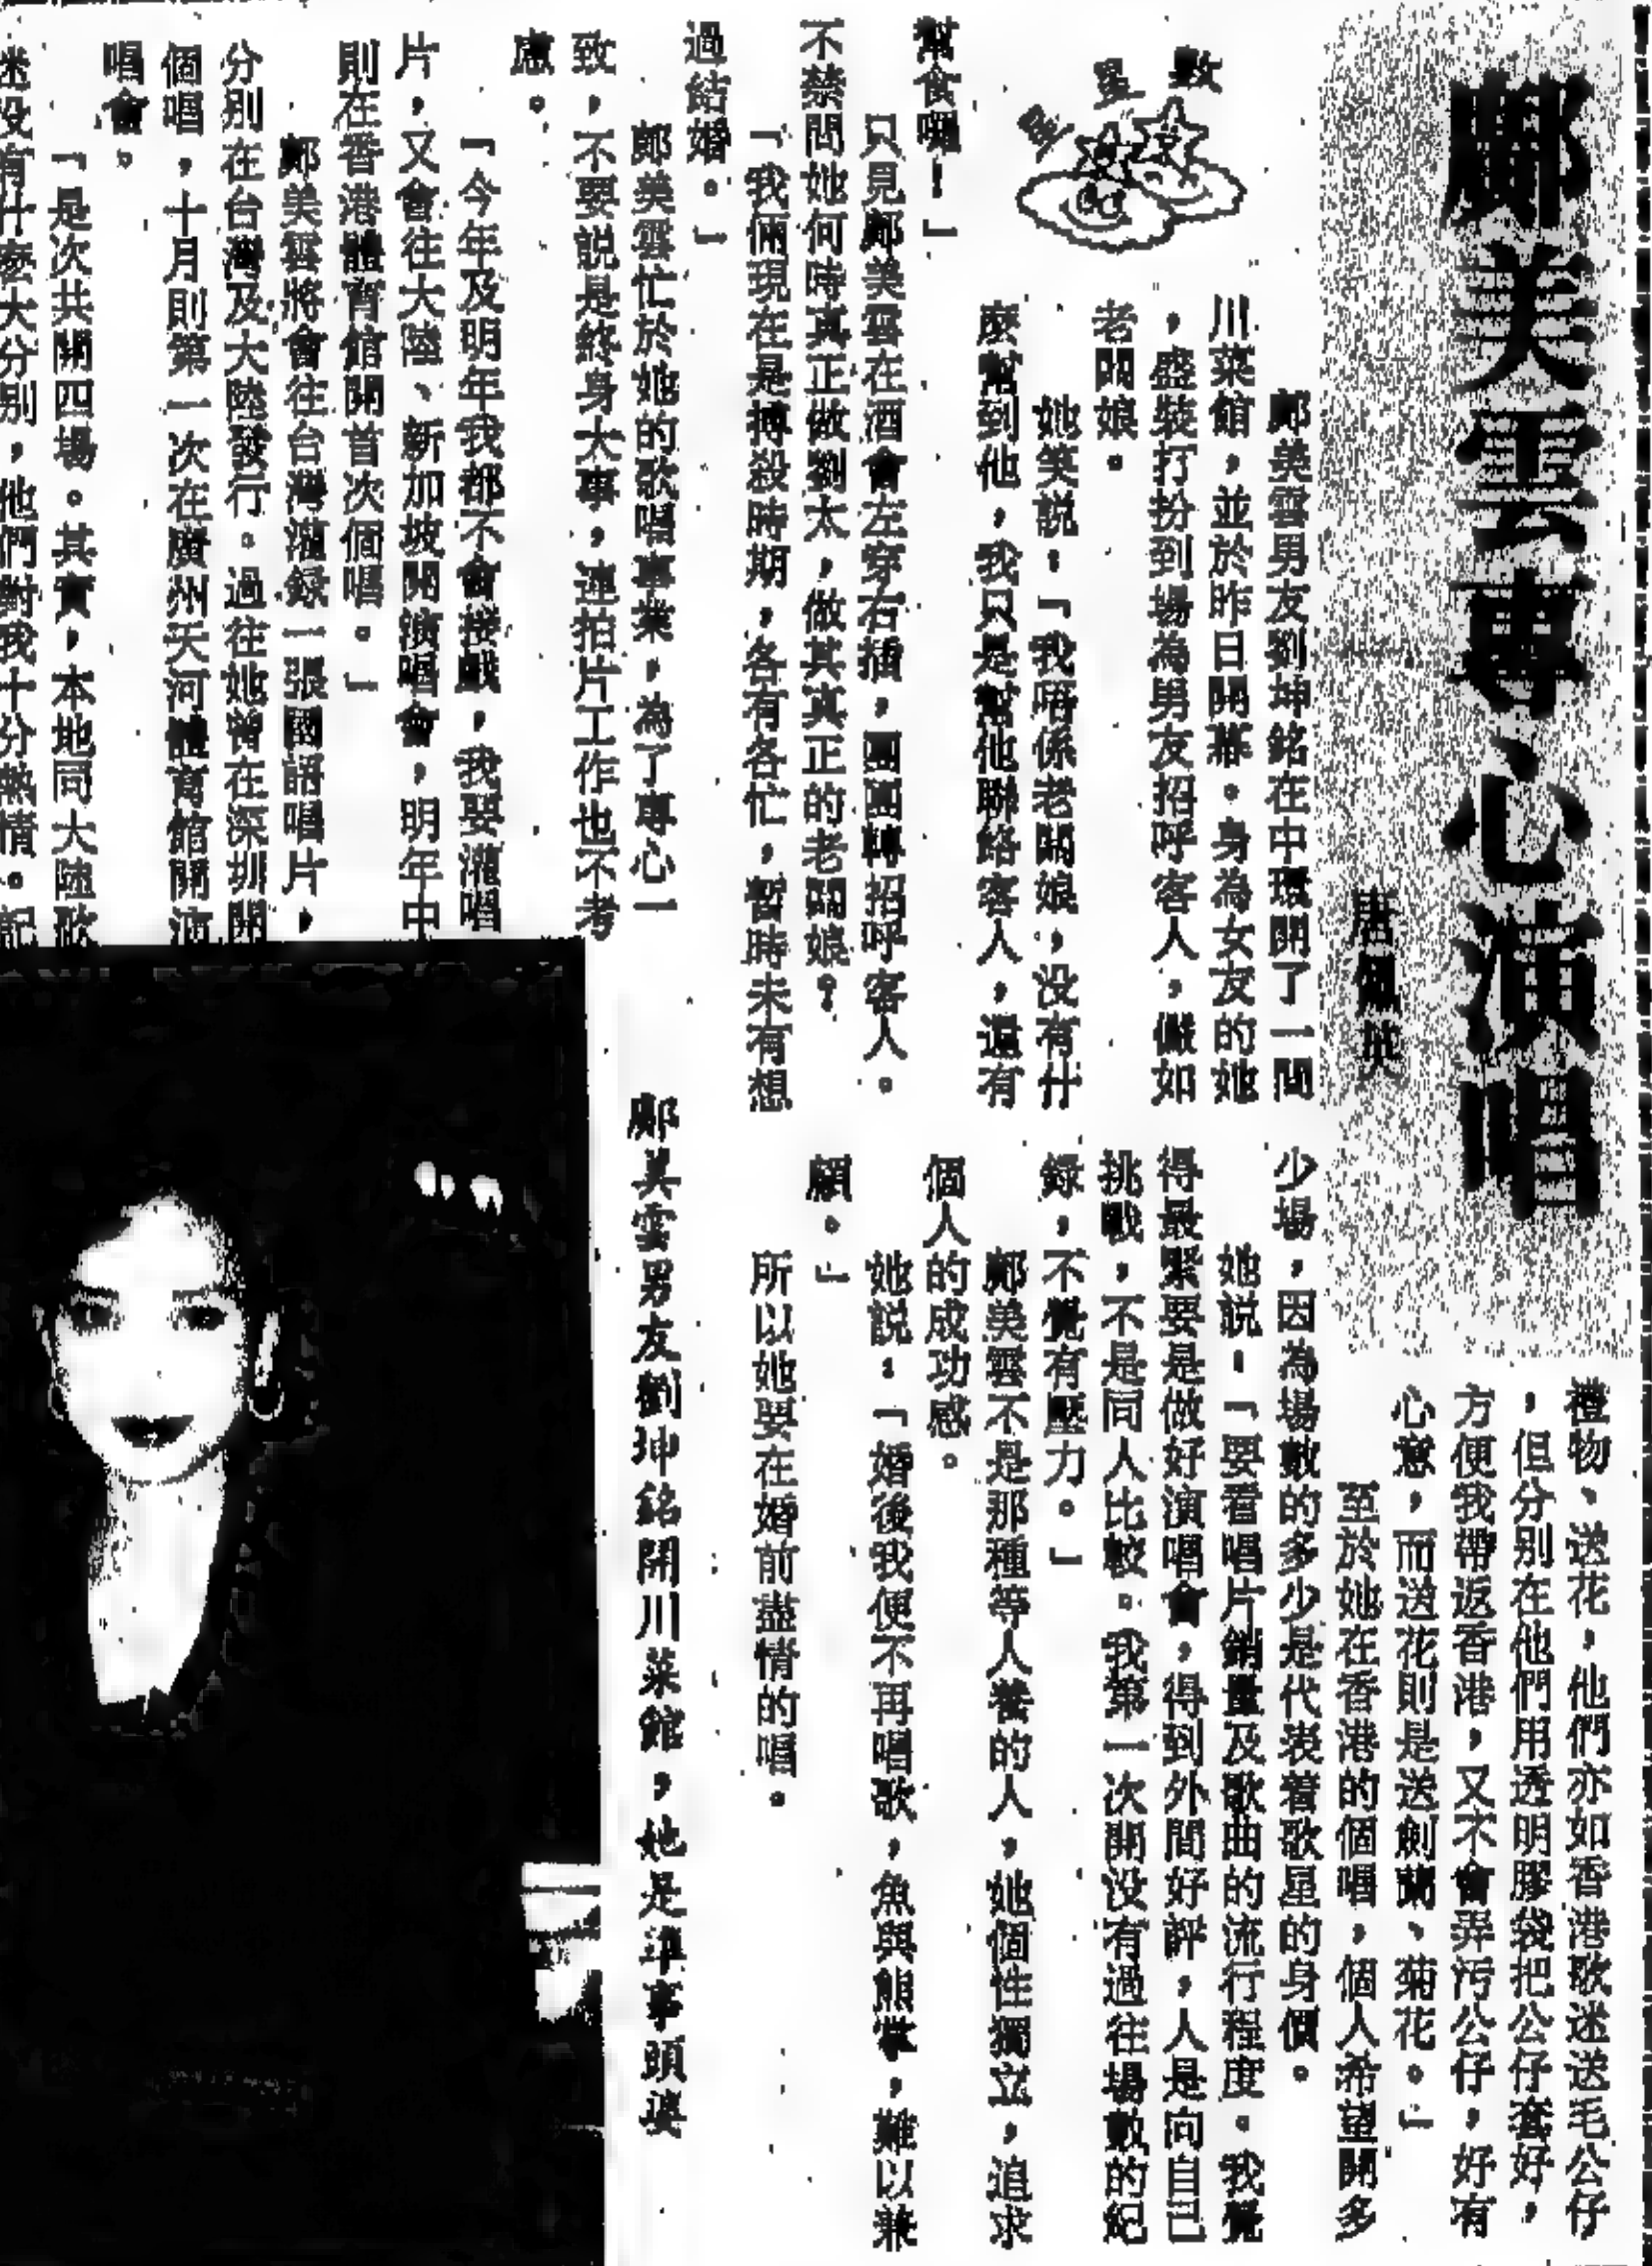 鄺美雲專心演唱
唐佩英
數星星
鄺美雲男友劉坤銘在中環開了一間
川菜館，並於昨日開幕。身為女友的她
，盛裝打扮到場為男友招呼客人，儼如
老闆娘。
她笑說：「我唔係老闆娘，没有什
麽幫到他，我只是幫他聯絡客人，還有
幫食囉！」
只見鄺美雲在酒會左穿右插，團團轉招呼客人。
不禁問她何時真正做劉太，做其真正的老闆娘？
「我倆現在是搏殺時期，各有各忙，暫時未有想
過結婚。」
鄺美雲忙於她的歌唱事業，為了專心一
致，不要説是終身大事，連拍片工作也不考
慮。
「今年及明年我都不會接戲，我要灌唱
片，又會往大陸、新加坡開演唱會，明年中
則在香港體育館開首次個唱。」
鄺美雲將會往台灣灌録一張國語唱片，
分別在台灣及大陸發行。過往她曾在深圳開
個唱，十月則第一次在廣州天河體育館開演
唱會。
「是次共開四場。其實，本地同大陸歌
迷没有什麽大分別，他們對我十分熱情。記
禮物、送花，他們亦如香港歌迷送毛公仔
，但分別在他們用透明膠袋把公仔套好，
方便我帶返香港，又不會弄污公仔，好有
心意，而送花則是送劍蘭、菊花。」
至於她在香港的個唱，個人希望開多
少場，因為場數的多少是代表着歌星的身價。
她説：「要看唱片銷量及歌曲的流行程度。我覺
得最緊要是做好演唱會，得到外間好評，人是向自己
挑戰，不是同人比較。我第一次開没有過往場數的紀
録，不覺有壓力。」
鄺美雲不是那種等人養的人，她個性獨立，追求
個人的成功感。
她説：「婚後我便不再唱歌，魚與熊掌，難以兼
顧。」
所以她要在婚前盡情的唱。
鄺美雲男友劉坤銘開川菜館，她是準事頭婆